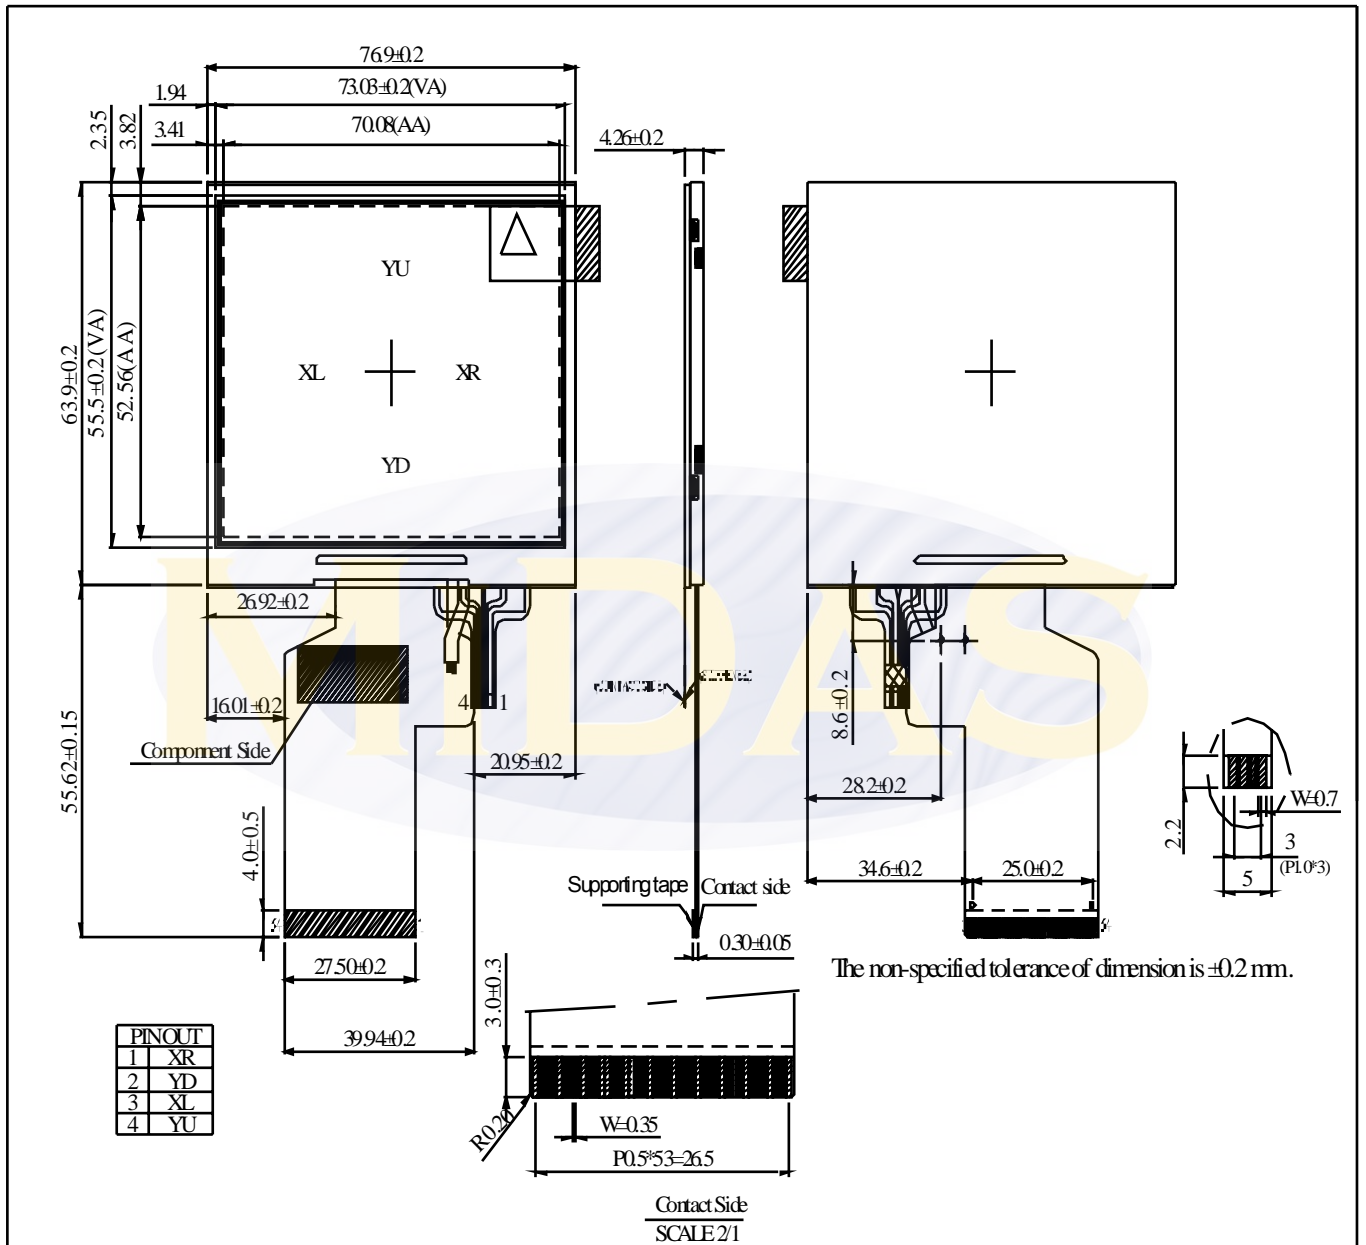 76.9±0.2
73.03±0.2(VA)
1.94
70.08(AA)
3.41
2.35
3.82
4.26±0.2
63.9±0.2
55.5±0.2(VA)
52.56(AA)
YU
XL
XR
YD
MIDAS
26.92±0.2
16.01±0.2
4
1
Componnent Side
20.95±0.2
55.62±0.15
4.0±0.5
8.6±0.2
28.2±0.2
34.6±0.2
25.0±0.2
2.2
W=0.7
3
(P1.0*3)
5
Supporting tape
Contact side
0.30±0.05
27.50±0.2
39.94±0.2
The non-specified tolerance of dimension is ±0.2 mm.
3.0±0.3
PINOUT
1 XR
2 YD
3 XL
4 YU
R0.20
W=0.35
P0.5*53=26.5
Contact Side
SCALE 2/1